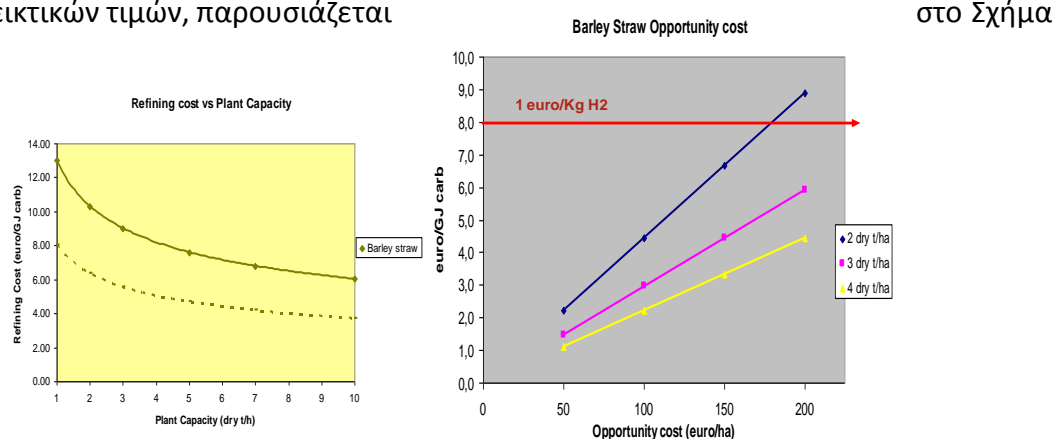 εικτικών τιμών, παρουσιάζεται στο Σχήμα
Refining cost vs Plant Capacity
14.00
12.00
10.00
8.00
6.00
4.00
2.00
0.00
1 2 3 4 5 6 7 8 9 10
Refining Cost (euro/GJ carb)
Plant Capacity (dry t/h)
Barley straw
Barley Straw Opportunity cost
10,0
9,0
8,0
7,0
6,0
5,0
4,0
3,0
2,0
1,0
0,0
1 euro/Kg H2
euro/GJ carb
0 50 100 150 200
Opportunity cost (euro/ha)
2 dry t/ha
3 dry t/ha
4 dry t/ha